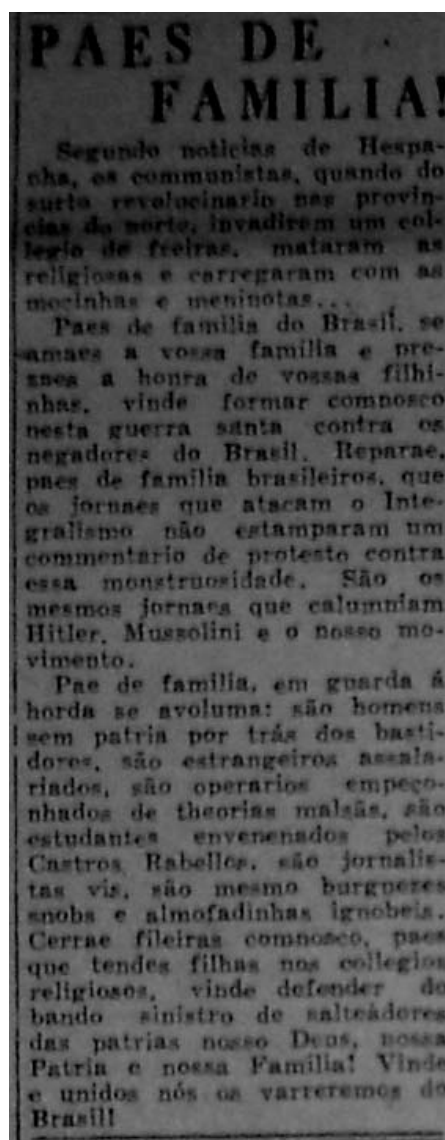 PAES DE
FAMILIA!
Segundo noticias de Hespa-
nha, os communistas, quando do
surto revolucinario nas provin-
cias do norte, invadirem um col-
legio de freiras, mataram as
religiosas e carregaram com as
mocinhas e meninotas...
Paes de familia do Brasil, se
amaes a vossa familia e pre-
znes a honra de vossas filhi-
nhas, vinde formar comnosco
nesta guerra santa contra os
negadores do Brasil. Reparae,
paes de familia brasileiros, que
os jornaes que atacam o Inte-
gralismo não estamparam um
commentario de protesto contra
essa monstruosidade. São os
mesmos jornaes que calumniam
Hitler, Mussolini e o nosso mo-
vimento.
Pae de familia, em guarda á
horda se avoluma: são homens
sem patria por trás dos basti-
dores, são estrangeiros assala-
riados, são operarios empeço-
nhados de theorias malsãs, são
estudantes envenenados pelos
Castros Rabellos, são jornalis-
tas vis, são mesmo burguezes
snobs e almofadinhas ignobeis.
Cerrae fileiras comnosco, paes
que tendes filhas nos collegios
religiosos, vinde defender do
bando sinistro de salteadores
das patrias nosso Deus, nossa
Patria e nossa Familia! Vinde
e unidos nós os varreremos do
Brasil!